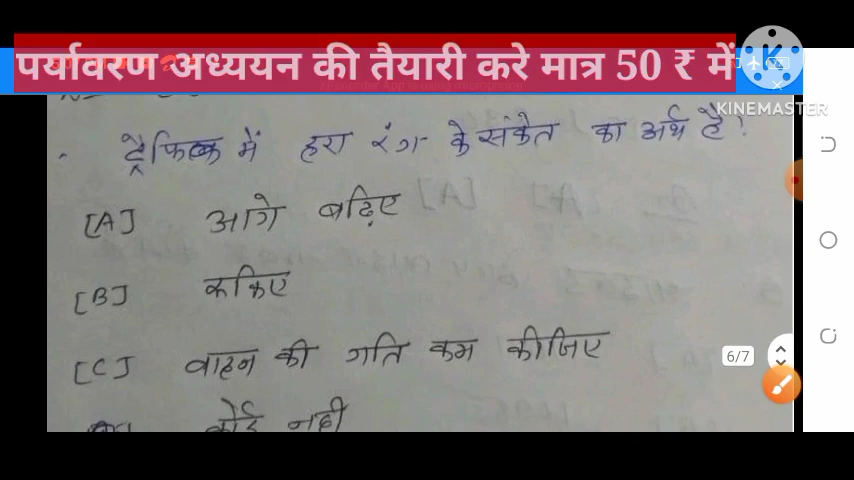 पर्यावरण अध्ययन की तैयारी करे मात्र 50 ₹ में
KINEMASTER
ट्रैफिक में हरा रंग के संकेत का अर्थ है?
[A] आगे बढ़िए
[B] रूकिए
[C] वाहन की गति कम कीजिए
6/7
कोई नही